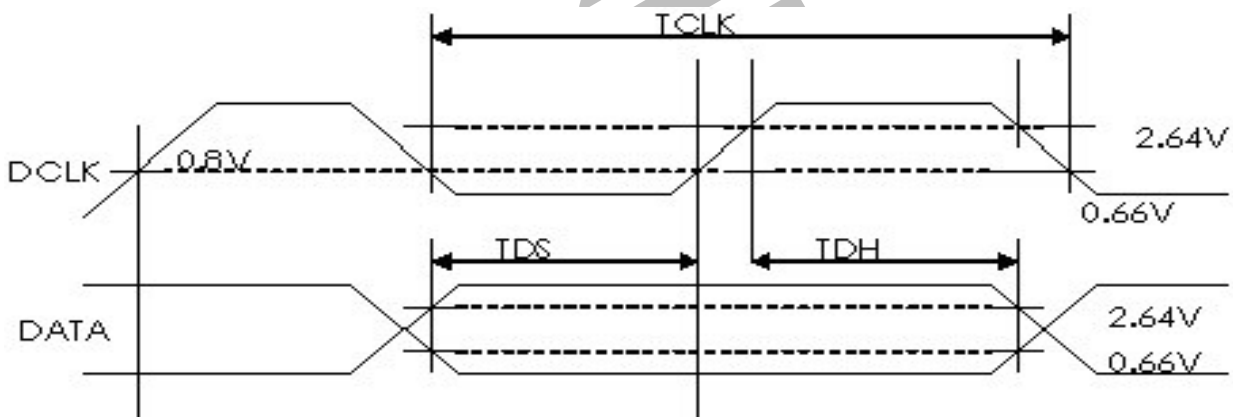 TCLK
2.64V
0.8V
DCLK
0.66V
TDS
TDH
DATA
2.64V
0.66V